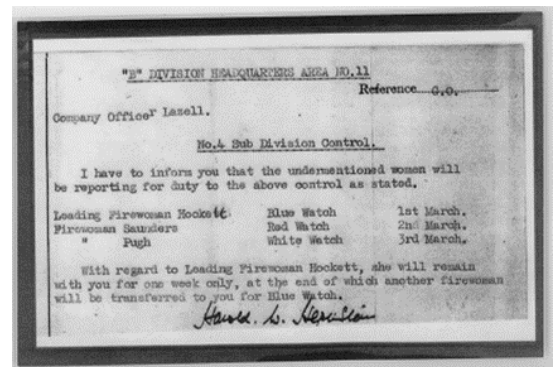 "B" DIVISION HEADQUARTERS AREA NO.11
Reference G.O.
Company Officer Lazell.
No.4 Sub Division Control.
I have to inform you that the undermentioned women will
be reporting for duty to the above control as stated.
Leading Firewoman Hockett Blue Watch 1st March.
Firewoman Saunders Red Watch 2nd March.
" Pugh White Watch 3rd March.
With regard to Leading Firewoman Hockett, she will remain
with you for one week only, at the end of which another firewoman
will be transferred to you for Blue Watch.
Harold. W.